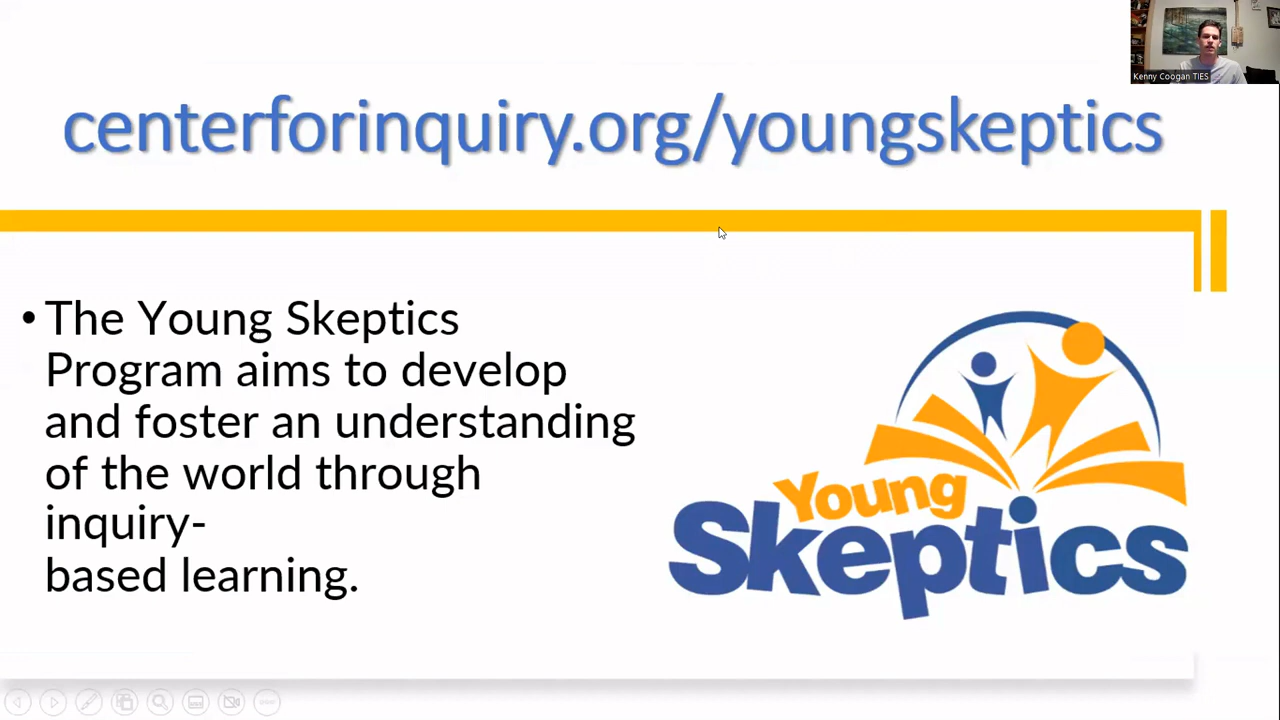 Kenny Coogan TIES
centerforinquiry.org/youngskeptics
• The Young Skeptics
Program aims to develop
and foster an understanding
of the world through
inquiry-
based learning.
Young
Skeptics